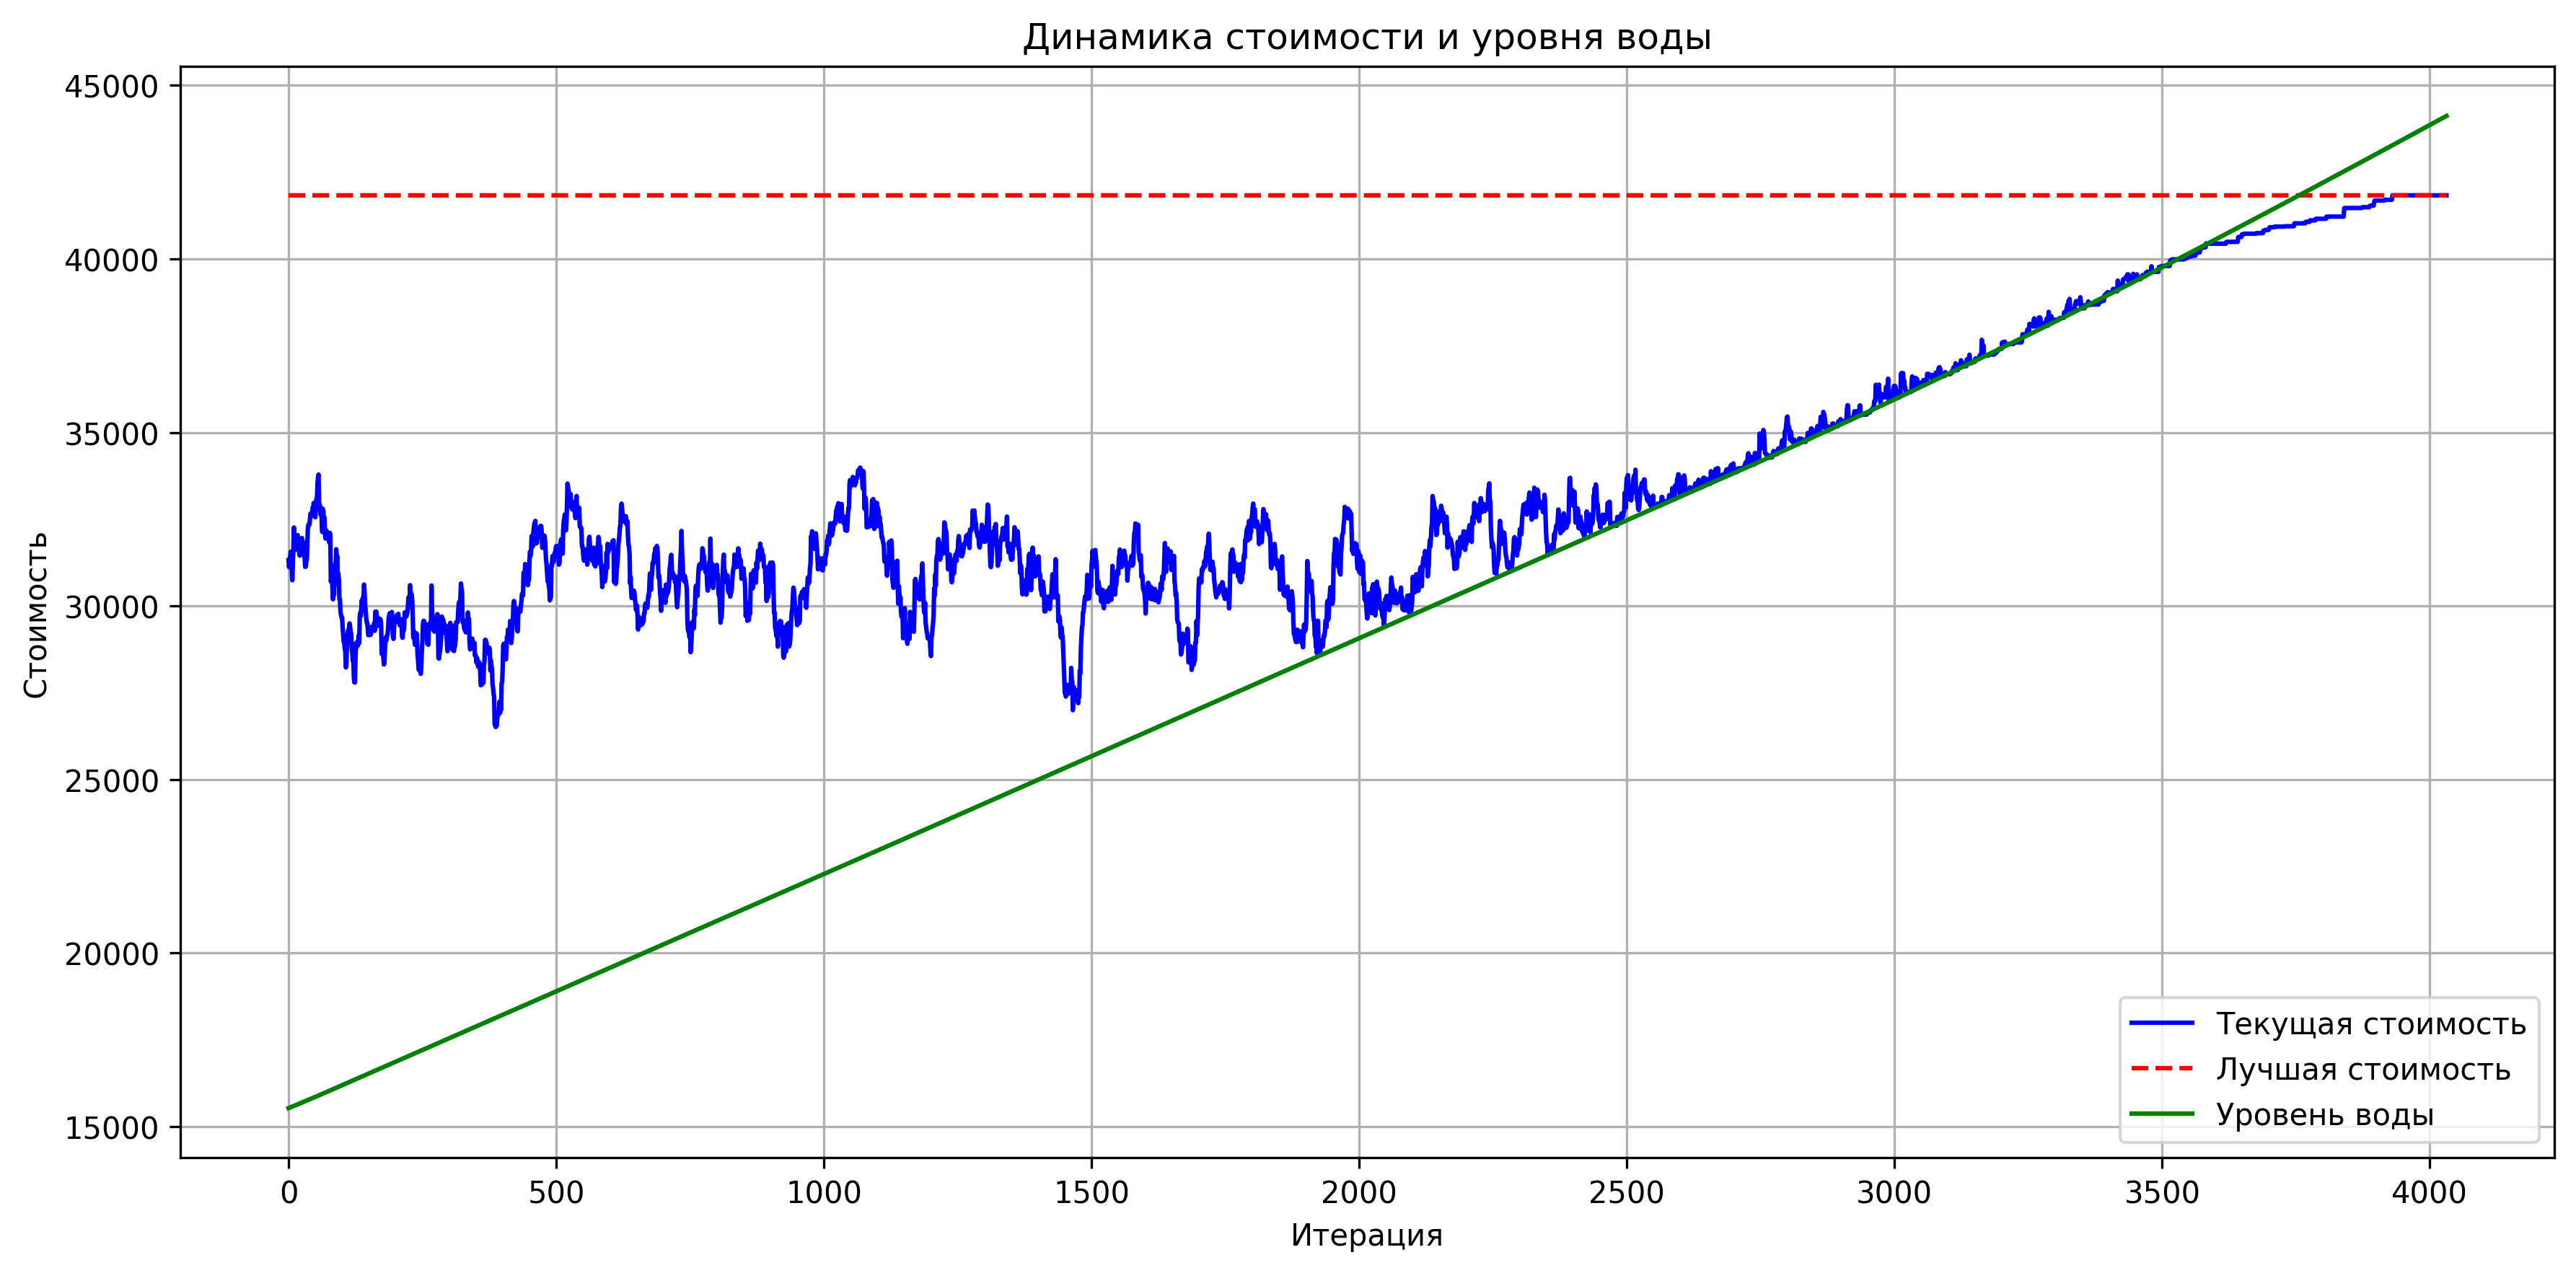 Динамика стоимости и уровня воды
45000
40000
35000
30000
25000
20000
15000
Стоимость
0 500 1000 1500 2000 2500 3000 3500 4000
Итерация
Текущая стоимость
Лучшая стоимость
Уровень воды